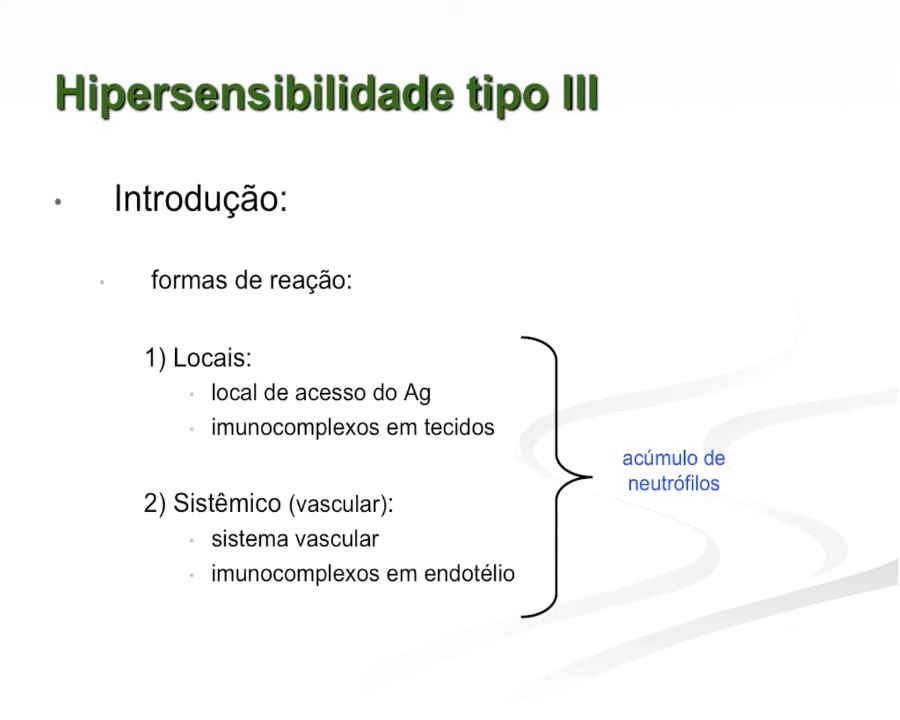 Hipersensibilidade tipo III
• Introdução:
• formas de reação:
1) Locais:
• local de acesso do Ag
• imunocomplexos em tecidos
2) Sistêmico (vascular):
• sistema vascular
• imunocomplexos em endotélio
acúmulo de
neutrófilos